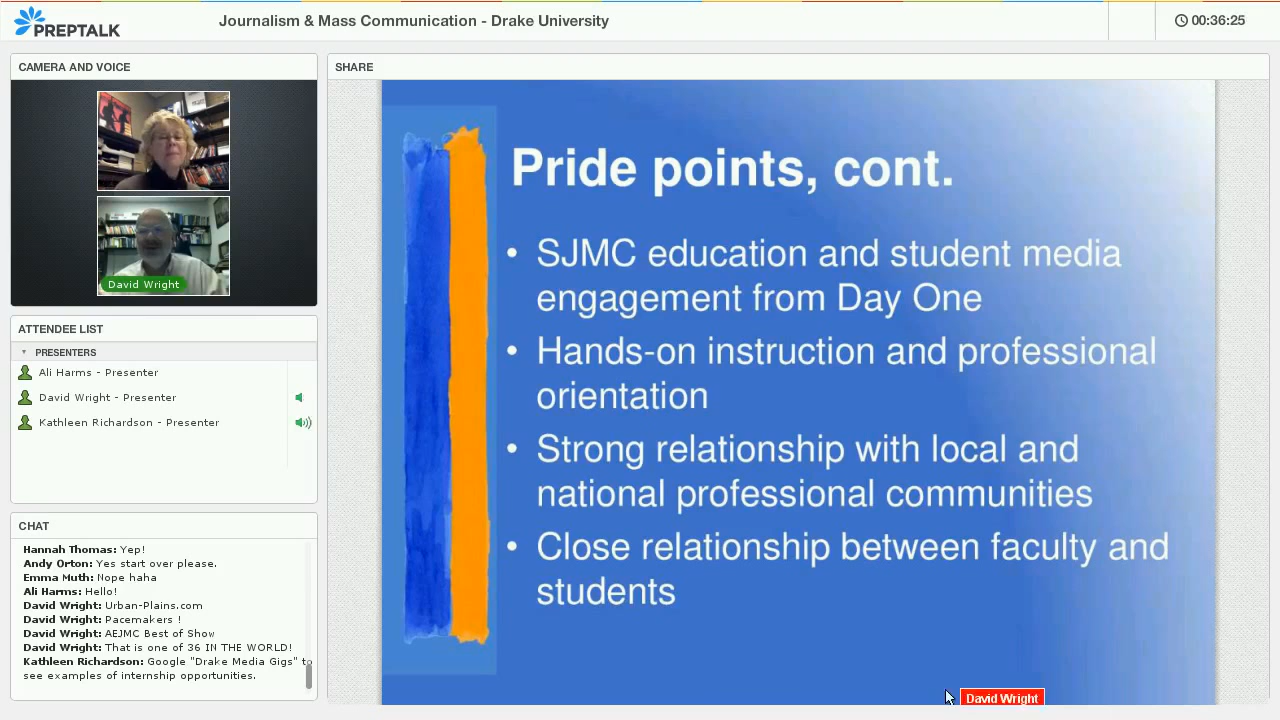 PREPTALK
Journalism & Mass Communication - Drake University
00:36:25
CAMERA AND VOICE
David Wright
ATTENDEE LIST
PRESENTERS
Ali Harms - Presenter
David Wright - Presenter
Kathleen Richardson - Presenter
CHAT
Hannah Thomas: Yep!
Andy Orton: Yes start over please.
Emma Muth: Nope haha
Ali Harms: Hello!
David Wright: Urban-Plains.com
David Wright: Pacemakers !
David Wright: AEJMC Best of Show
David Wright: That is one of 36 IN THE WORLD!
Kathleen Richardson: Google "Drake Media Gigs" to
see examples of internship opportunities.
SHARE
Pride points, cont.
• SJMC education and student media
engagement from Day One
• Hands-on instruction and professional
orientation
• Strong relationship with local and
national professional communities
• Close relationship between faculty and
students
David Wright